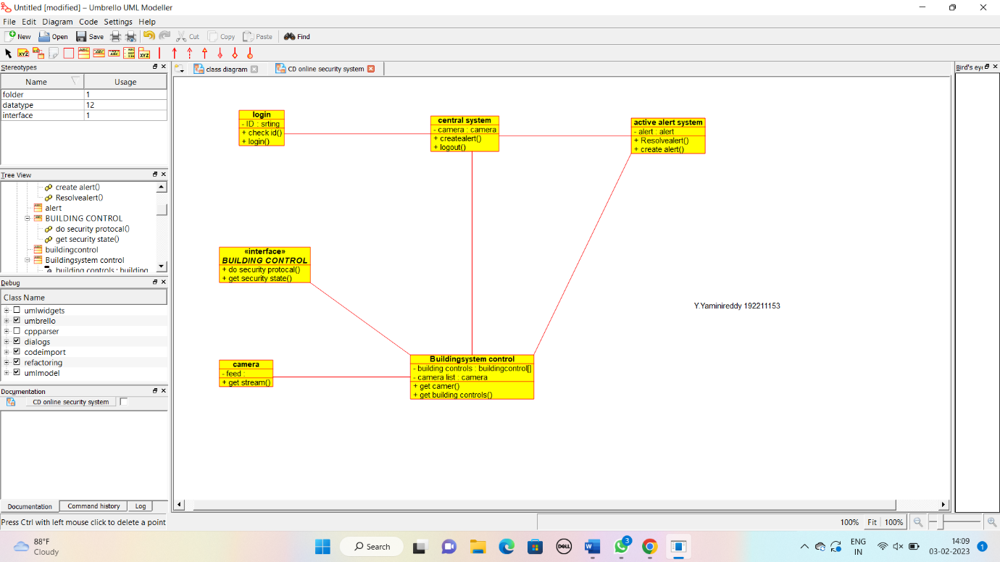 Untitled [modified] – Umbrello UML Modeller
File Edit Diagram Code Settings Help
New Open Save Cut Copy Paste Find
Stereotypes
Name Usage
folder 1
datatype 12
interface 1
Tree View
create alert()
Resolvealert()
alert
BUILDING CONTROL
do security protocal()
get security state()
buildingcontrol
Buildingsystem control
building controls : building
Debug
Class Name
umlwidgets
umbrello
cppparser
dialogs
codeimport
refactoring
umlmodel
Documentation
CD online security system
Documentation Command history Log
Press Ctrl with left mouse click to delete a point
class diagram CD online security system
Bird's eye
login
- ID : srting
+ check id()
+ login()
central system
- camera : camera
+ createalert()
+ logout()
active alert system
- alert : alert
+ Resolvealert()
+ create alert()
«interface»
BUILDING CONTROL
+ do security protocal()
+ get security state()
Y.Yaminireddy 192211153
camera
- feed :
+ get stream()
Buildingsystem control
- building controls : buildingcontrol[]
- camera list : camera
+ get camer()
+ get building controls()
100% Fit 100%
88°F
Cloudy
Search
DELL
3
ENG
IN
14:09
03-02-2023
1